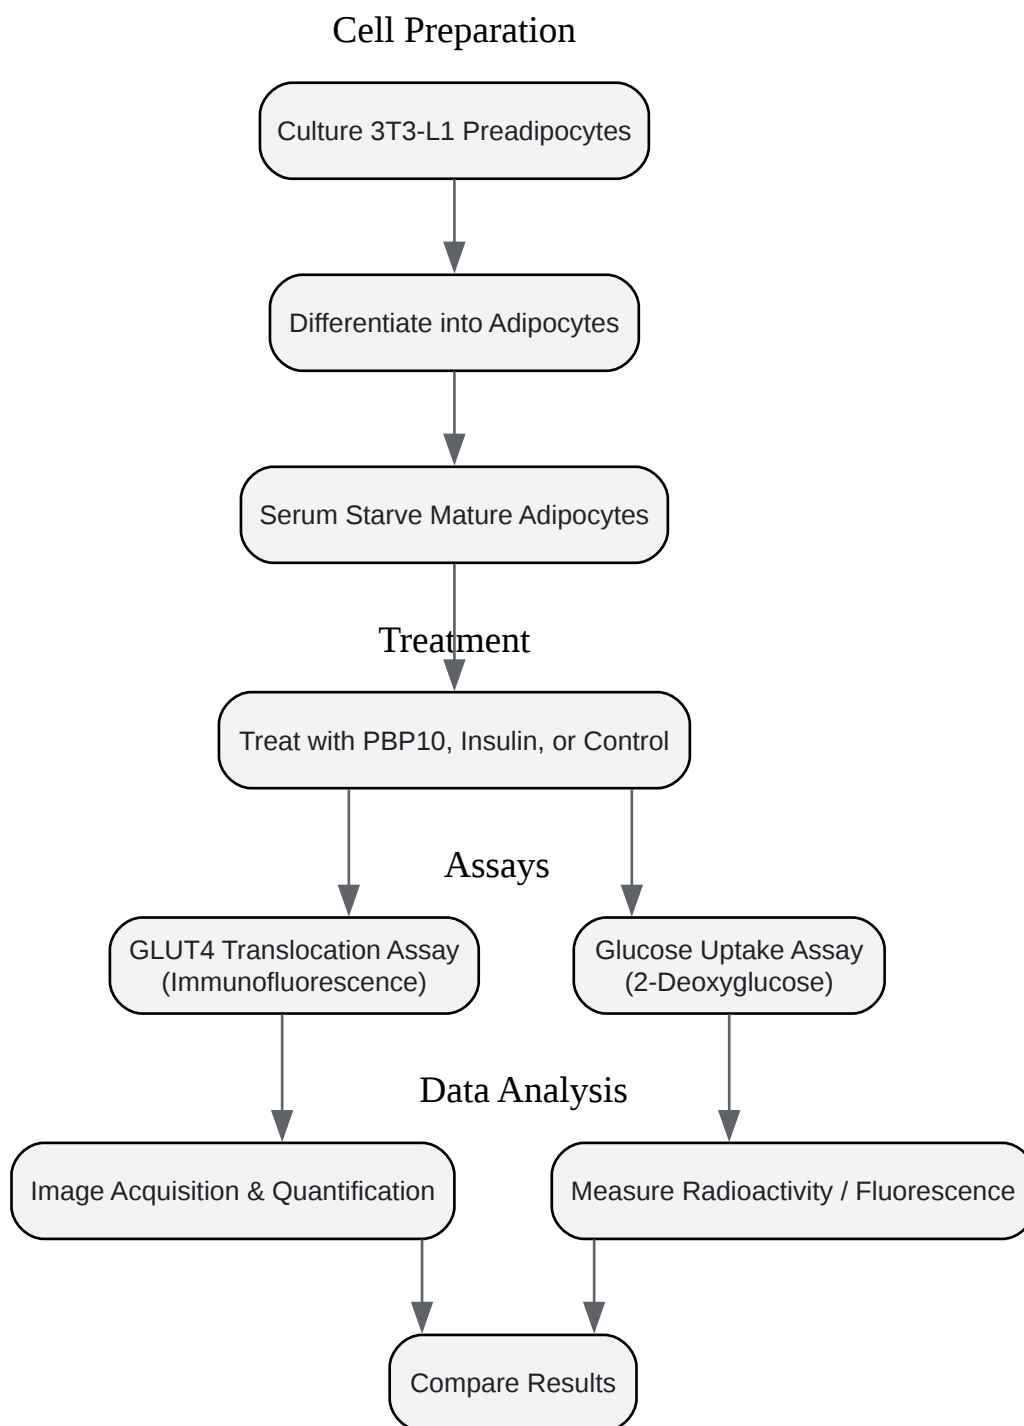 Cell Preparation
Culture 3T3-L1 Preadipocytes
Differentiate into Adipocytes
Serum Starve Mature Adipocytes
Treatment
Treat with PBP10, Insulin, or Control
Assays
GLUT4 Translocation Assay
(Immunofluorescence)
Glucose Uptake Assay
(2-Deoxyglucose)
Data Analysis
Image Acquisition & Quantification
Measure Radioactivity / Fluorescence
Compare Results